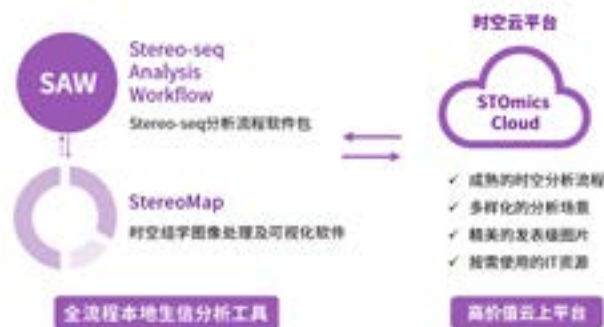 SAW
Stereo-seq
Analysis
Workflow
Stereo-seq分析流程软件包
StereoMap
时空组学图像处理及可视化软件
全流程本地生信分析工具
时空云平台
STOmics
Cloud
✓ 成熟的时空分析流程
✓ 多样化的分析场景
✓ 精美的发表级图片
✓ 按需使用的IT资源
高价值云上平台